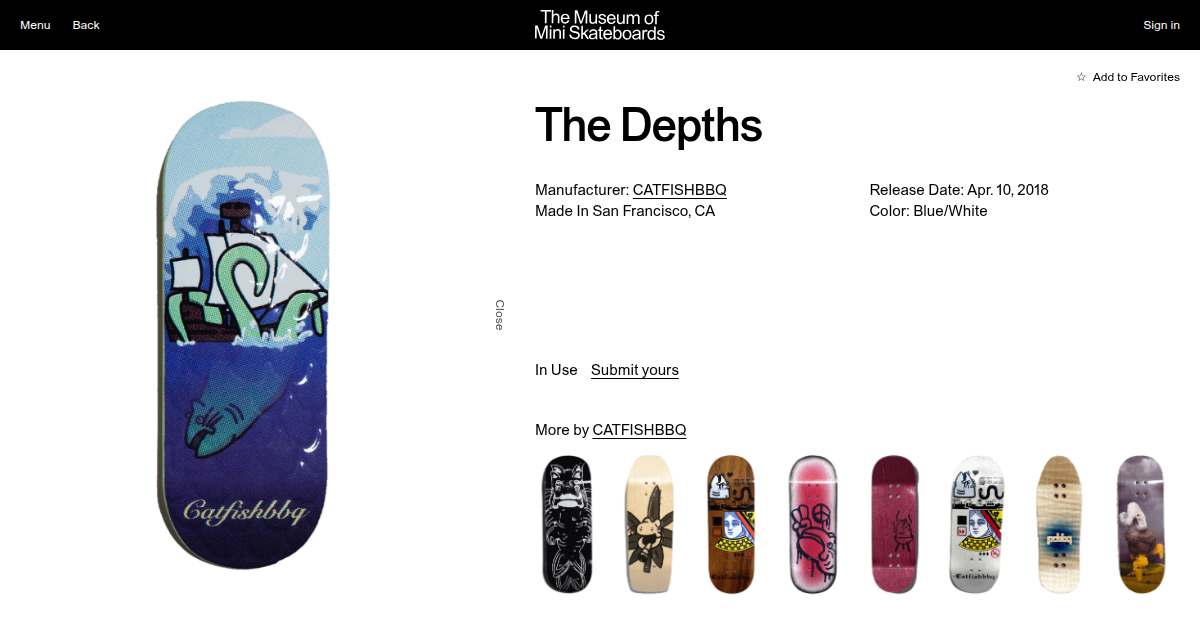 Menu
Back
The Museum of
Mini Skateboards
Sign in
☆ Add to Favorites
The Depths
Manufacturer: CATFISHBBQ
Made In San Francisco, CA
Release Date: Apr. 10, 2018
Color: Blue/White
Catfishbbq
Close
In Use
Submit yours
More by CATFISHBBQ
Catfishbbq